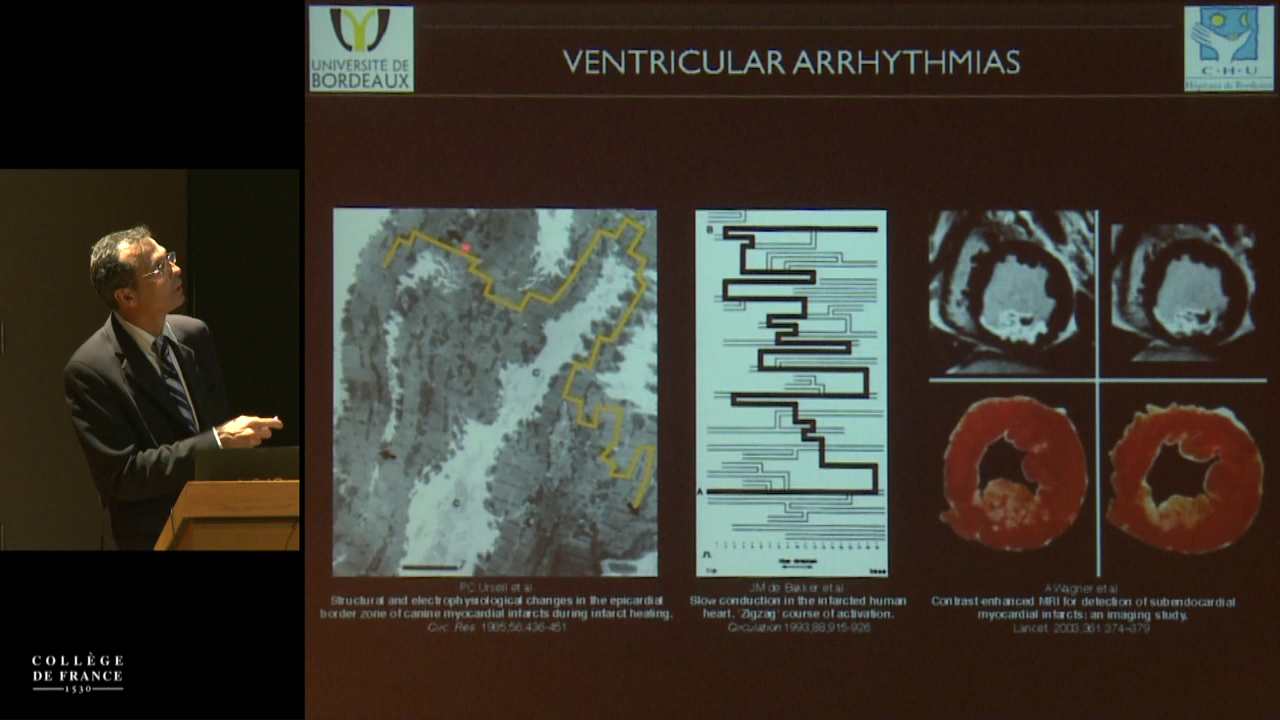 UNIVERSITÉ DE
BORDEAUX
VENTRICULAR ARRHYTHMIAS
C·H·U
Hôpitaux de Bordeaux
B
A
C
C
P.C. Ursell et al
Structural and electrophysiological changes in the epicardial
border zone of canine myocardial infarcts during infarct healing.
Circ. Res. 1985;56;436-451
J.M de Bakker et al
Slow conduction in the infarcted human
heart. 'Zigzag' course of activation.
Circulation 1993;88;915-926
A Wagner et al
Contrast-enhanced MRI for detection of subendocardial
myocardial infarcts: an imaging study.
Lancet. 2003;361:374–379
COLLÈGE
DE FRANCE
1530